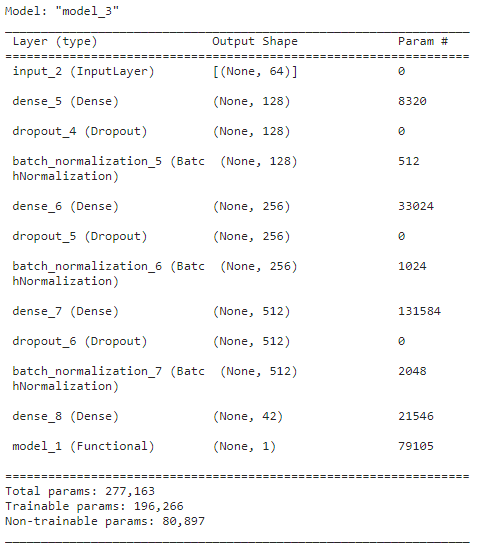 Model: "model_3"
_________________________________________________________________
Layer (type) Output Shape Param #
=================================================================
input_2 (InputLayer) [(None, 64)] 0
dense_5 (Dense) (None, 128) 8320
dropout_4 (Dropout) (None, 128) 0
batch_normalization_5 (Batc (None, 128) 512
hNormalization)
dense_6 (Dense) (None, 256) 33024
dropout_5 (Dropout) (None, 256) 0
batch_normalization_6 (Batc (None, 256) 1024
hNormalization)
dense_7 (Dense) (None, 512) 131584
dropout_6 (Dropout) (None, 512) 0
batch_normalization_7 (Batc (None, 512) 2048
hNormalization)
dense_8 (Dense) (None, 42) 21546
model_1 (Functional) (None, 1) 79105
=================================================================
Total params: 277,163
Trainable params: 196,266
Non-trainable params: 80,897
_________________________________________________________________